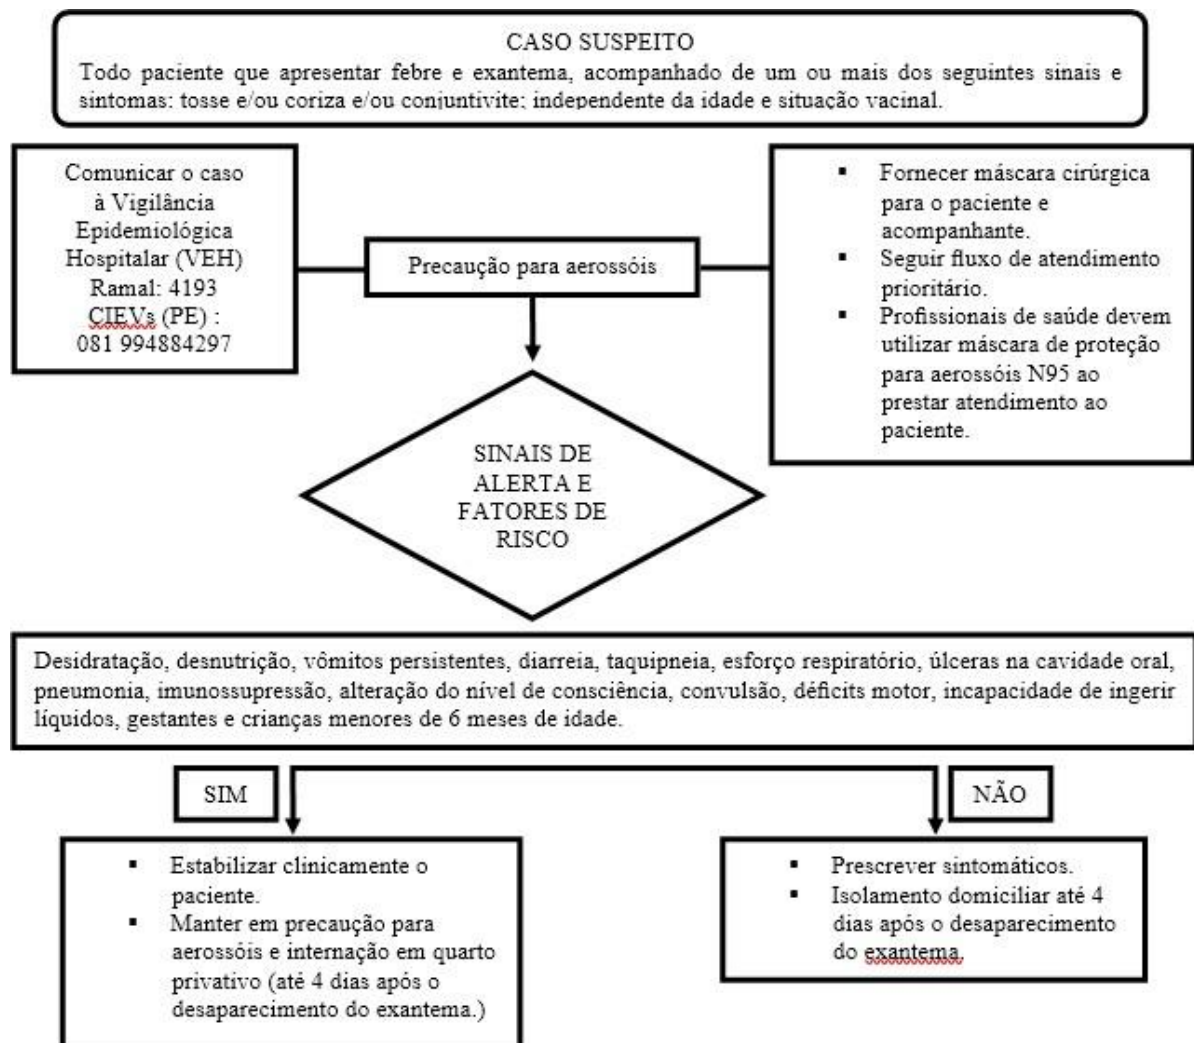 CASO SUSPEITO
Todo paciente que apresentar febre e exantema, acompanhado de um ou mais dos seguintes sinais e
sintomas: tosse e/ou coriza e/ou conjuntivite; independente da idade e situação vacinal.
Comunicar o caso
à Vigilância
Epidemiológica
Hospitalar (VEH)
Ramal: 4193
CIEVs (PE) :
081 994884297
Precaução para aerossóis
▪ Fornecer máscara cirúrgica
para o paciente e
acompanhante.
▪ Seguir fluxo de atendimento
prioritário.
▪ Profissionais de saúde devem
utilizar máscara de proteção
para aerossóis N95 ao
prestar atendimento ao
paciente.
SINAIS DE
ALERTA E
FATORES DE
RISCO
Desidratação, desnutrição, vômitos persistentes, diarreia, taquipneia, esforço respiratório, úlceras na cavidade oral,
pneumonia, imunossupressão, alteração do nível de consciência, convulsão, déficits motor, incapacidade de ingerir
líquidos, gestantes e crianças menores de 6 meses de idade.
SIM
NÃO
▪ Estabilizar clinicamente o
paciente.
▪ Manter em precaução para
aerossóis e internação em quarto
privativo (até 4 dias após o
desaparecimento do exantema.)
▪ Prescrever sintomáticos.
▪ Isolamento domiciliar até 4
dias após o desaparecimento
do exantema.